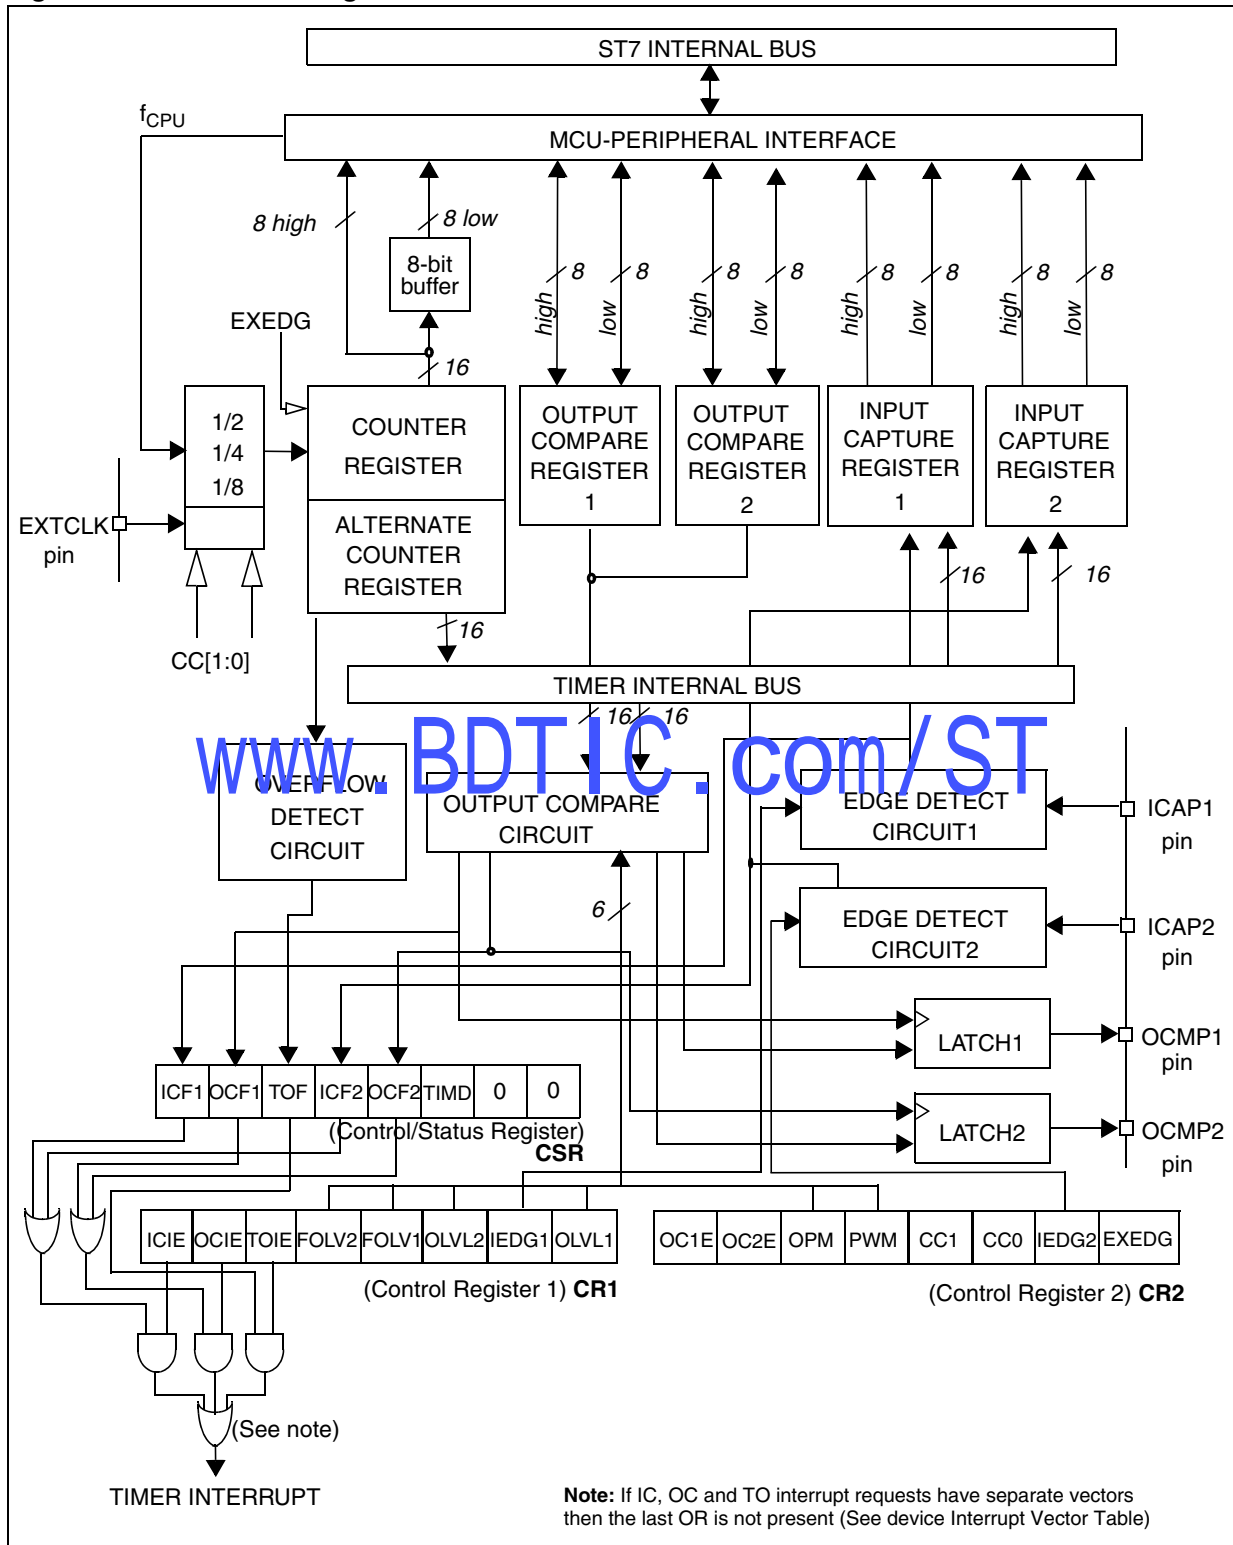 ST7 INTERNAL BUS
fCPU
MCU-PERIPHERAL INTERFACE
8 high
8 low
8-bit
buffer
8
8
8
8
8
8
8
8
high
low
high
low
high
low
high
low
EXEDG
16
1/2
1/4
1/8
COUNTER
REGISTER
OUTPUT
COMPARE
REGISTER
1
OUTPUT
COMPARE
REGISTER
2
INPUT
CAPTURE
REGISTER
1
INPUT
CAPTURE
REGISTER
2
EXTCLK
pin
ALTERNATE
COUNTER
REGISTER
16
16
16
CC[1:0]
TIMER INTERNAL BUS
16
16
www.BDTIC.com/ST
OVERFLOW
DETECT
CIRCUIT
OUTPUT COMPARE
CIRCUIT
EDGE DETECT
CIRCUIT1
ICAP1
pin
6
EDGE DETECT
CIRCUIT2
ICAP2
pin
LATCH1
OCMP1
pin
ICF1 OCF1 TOF ICF2 OCF2 TIMD 0 0
(Control/Status Register)
CSR
LATCH2
OCMP2
pin
ICIE OCIE TOIE FOLV2 FOLV1 OLVL2 IEDG1 OLVL1
OC1E OC2E OPM PWM CC1 CC0 IEDG2 EXEDG
(Control Register 1) CR1
(Control Register 2) CR2
(See note)
TIMER INTERRUPT
Note: If IC, OC and TO interrupt requests have separate vectors
then the last OR is not present (See device Interrupt Vector Table)